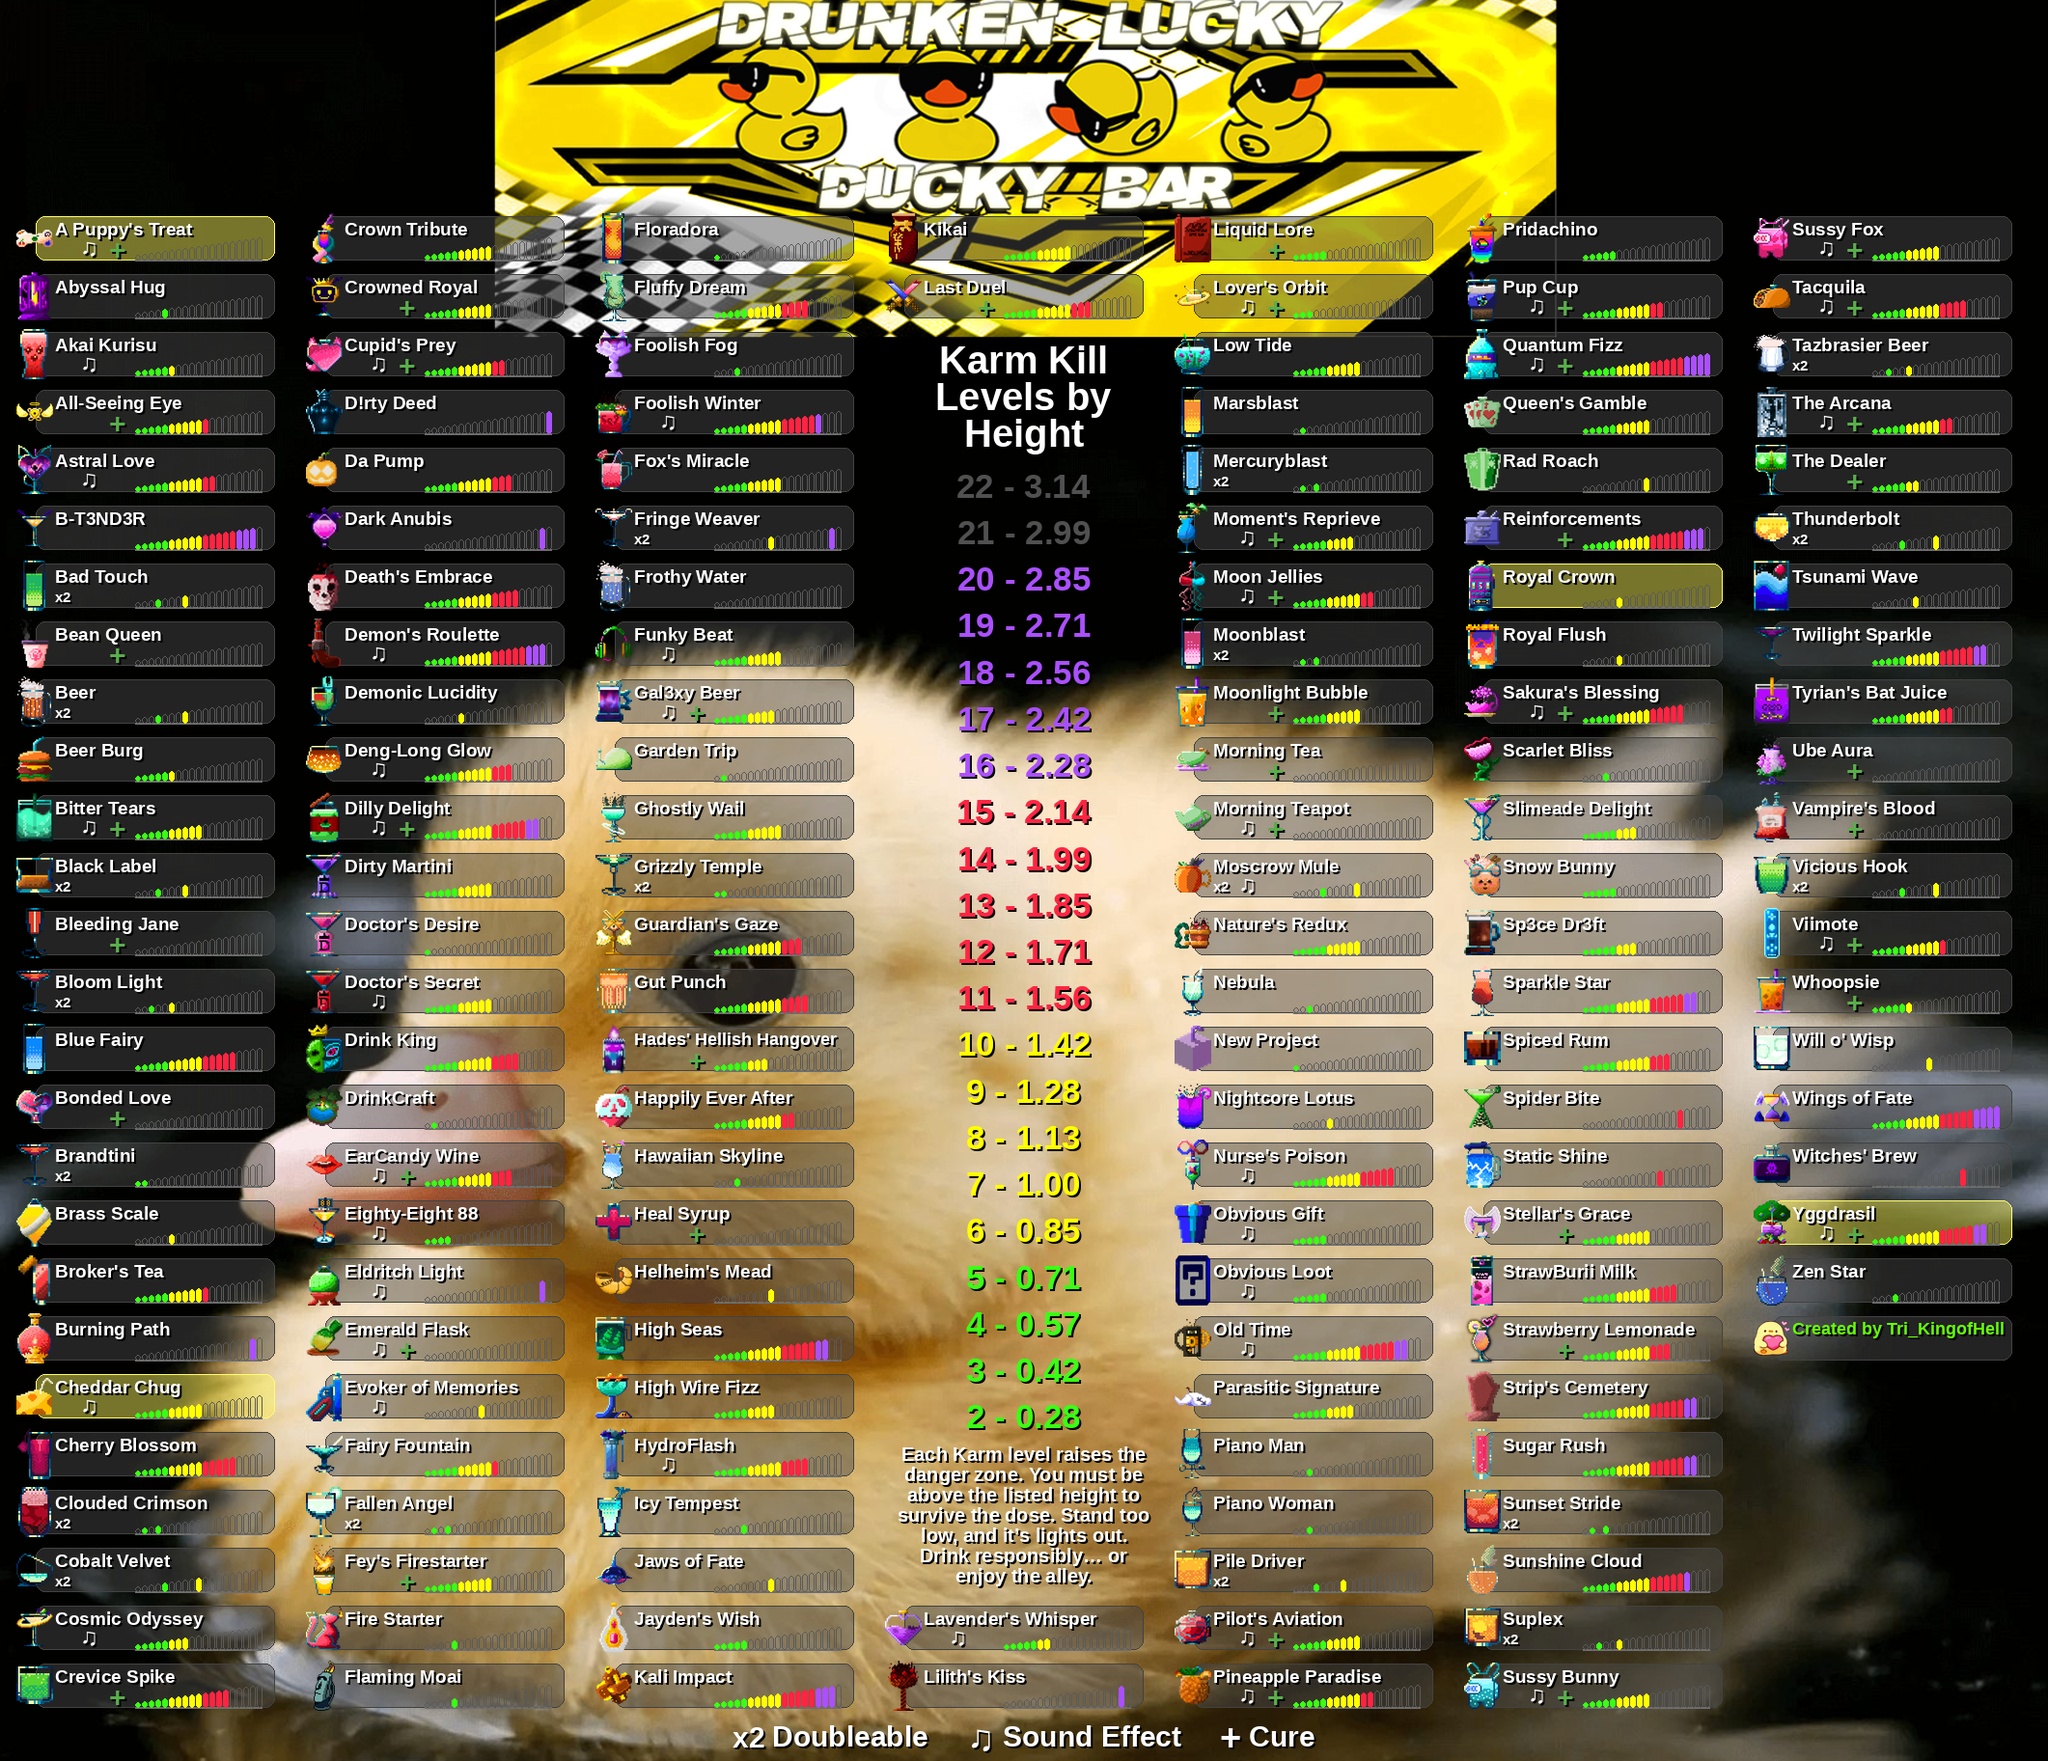 DRUNKEN LUCKY
DUCKY BAR
A Puppy's Treat
♫ +
Abyssal Hug
Akai Kurisu
♫
All-Seeing Eye
+
Astral Love
♫
B-T3ND3R
Bad Touch
x2
Bean Queen
+
Beer
x2
Beer Burg
Bitter Tears
♫ +
Black Label
x2
Bleeding Jane
+
Bloom Light
x2
Blue Fairy
Bonded Love
+
Brandtini
x2
Brass Scale
Broker's Tea
Burning Path
Cheddar Chug
♫
Cherry Blossom
Clouded Crimson
x2
Cobalt Velvet
x2
Cosmic Odyssey
♫
Crevice Spike
+
Crown Tribute
Crowned Royal
+
Cupid's Prey
♫ +
D!rty Deed
Da Pump
Dark Anubis
Death's Embrace
Demon's Roulette
♫
Demonic Lucidity
Deng-Long Glow
♫
Dilly Delight
♫ +
Dirty Martini
Doctor's Desire
Doctor's Secret
♫
Drink King
DrinkCraft
EarCandy Wine
♫ +
Eighty-Eight 88
♫
Eldritch Light
♫
Emerald Flask
♫ +
Evoker of Memories
♫
Fairy Fountain
Fallen Angel
x2
Fey's Firestarter
+
Fire Starter
Flaming Moai
Floradora
Fluffy Dream
Foolish Fog
Foolish Winter
♫
Fox's Miracle
Fringe Weaver
x2
Frothy Water
Funky Beat
♫
Gal3xy Beer
♫ +
Garden Trip
Ghostly Wail
Grizzly Temple
x2
Guardian's Gaze
Gut Punch
Hades' Hellish Hangover
+
Happily Ever After
Hawaiian Skyline
Heal Syrup
+
Helheim's Mead
High Seas
High Wire Fizz
HydroFlash
♫
Icy Tempest
Jaws of Fate
Jayden's Wish
Kali Impact
Kikai
Last Duel
+
Karm Kill
Levels by
Height
22 - 3.14
21 - 2.99
20 - 2.85
19 - 2.71
18 - 2.56
17 - 2.42
16 - 2.28
15 - 2.14
14 - 1.99
13 - 1.85
12 - 1.71
11 - 1.56
10 - 1.42
9 - 1.28
8 - 1.13
7 - 1.00
6 - 0.85
5 - 0.71
4 - 0.57
3 - 0.42
2 - 0.28
Each Karm level raises the
danger zone. You must be
above the listed height to
survive the dose. Stand too
low, and it's lights out.
Drink responsibly... or
enjoy the alley.
Lavender's Whisper
♫
Lilith's Kiss
Liquid Lore
+
Lover's Orbit
♫ +
Low Tide
Marsblast
Mercuryblast
x2
Moment's Reprieve
♫ +
Moon Jellies
♫ +
Moonblast
x2
Moonlight Bubble
+
Morning Tea
+
Morning Teapot
♫ +
Moscrow Mule
x2 ♫
Nature's Redux
Nebula
New Project
Nightcore Lotus
Nurse's Poison
♫
Obvious Gift
♫
Obvious Loot
♫
Old Time
♫
Parasitic Signature
Piano Man
Piano Woman
Pile Driver
x2
Pilot's Aviation
♫ +
Pineapple Paradise
♫ +
Pridachino
Pup Cup
♫ +
Quantum Fizz
♫ +
Queen's Gamble
Rad Roach
Reinforcements
+
Royal Crown
Royal Flush
Sakura's Blessing
♫ +
Scarlet Bliss
Slimeade Delight
Snow Bunny
Sp3ce Dr3ft
Sparkle Star
Spiced Rum
Spider Bite
Static Shine
Stellar's Grace
+
StrawBurii Milk
Strawberry Lemonade
+
Strip's Cemetery
Sugar Rush
Sunset Stride
x2
Sunshine Cloud
Suplex
x2
Sussy Bunny
♫ +
Sussy Fox
♫ +
Tacquila
♫ +
Tazbrasier Beer
x2
The Arcana
♫ +
The Dealer
+
Thunderbolt
x2
Tsunami Wave
Twilight Sparkle
Tyrian's Bat Juice
Ube Aura
+
Vampire's Blood
+
Vicious Hook
x2
Viimote
♫ +
Whoopsie
+
Will o' Wisp
Wings of Fate
Witches' Brew
Yggdrasil
♫ +
Zen Star
Created by Tri_KingofHell
x2 Doubleable ♫ Sound Effect + Cure